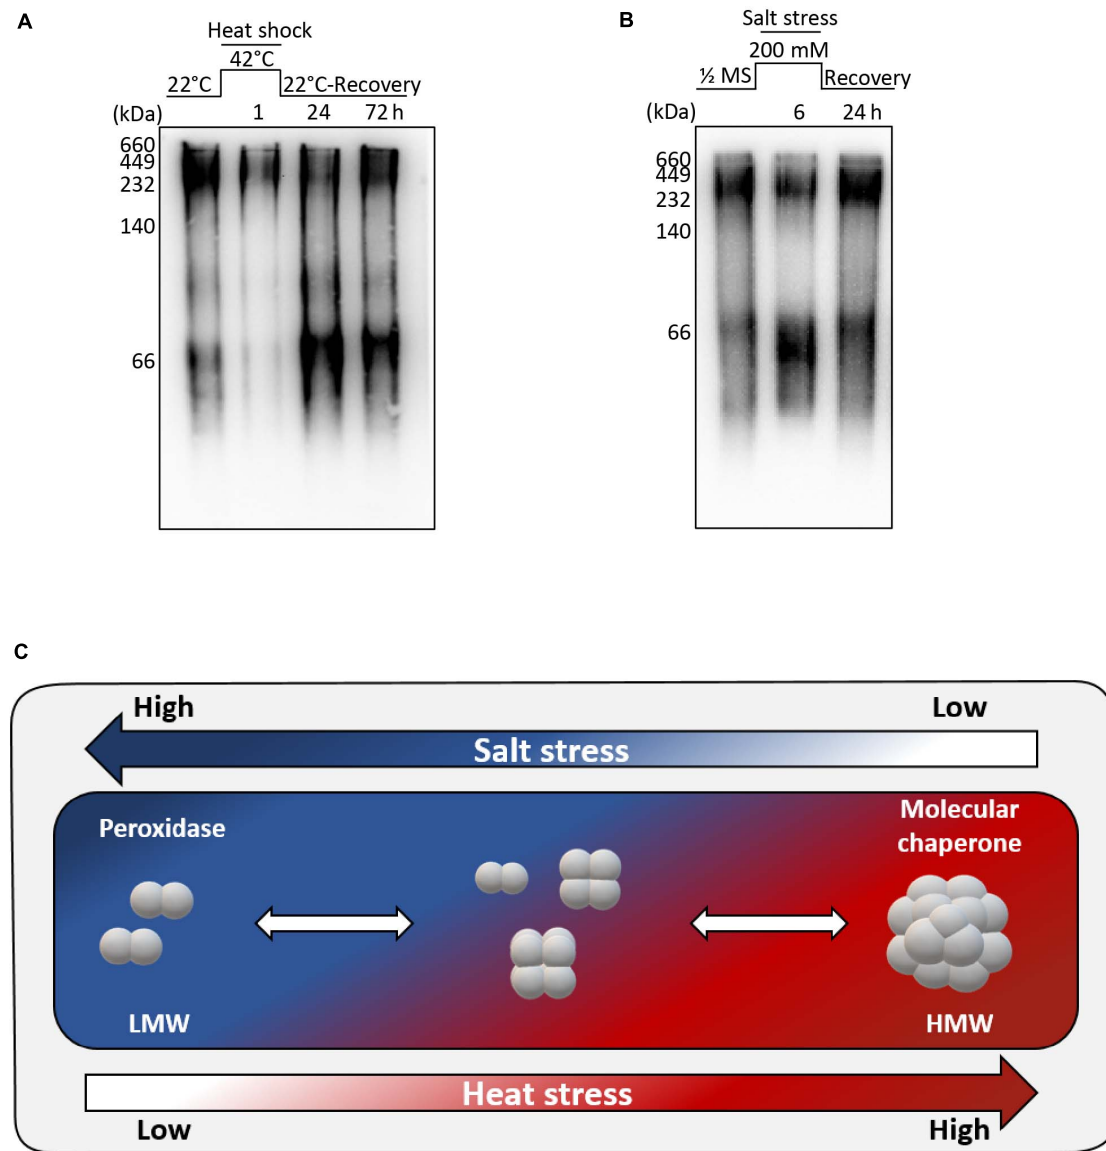 A
Heat shock
42°C
22°C
22°C-Recovery
(kDa)
1
24
72 h
660
449
232
140
66
B
Salt stress
200 mM
½ MS
Recovery
(kDa)
6
24 h
660
449
232
140
66
C
High
Low
Salt stress
Peroxidase
Molecular
chaperone
LMW
HMW
Heat stress
Low
High